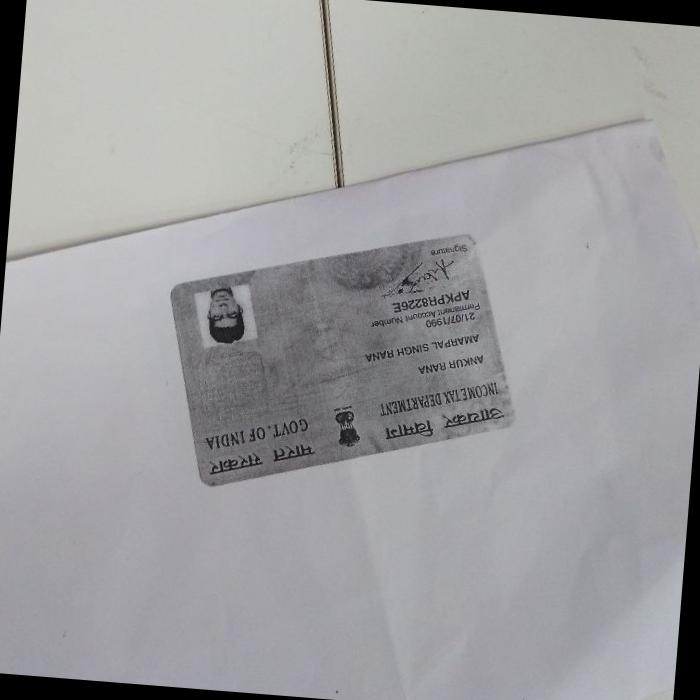 आयकर विभाग
INCOME TAX DEPARTMENT
भारत सरकार
GOVT. OF INDIA
ANKUR RANA
AMARPAL SINGH RANA
21/07/1990
Permanent Account Number
APKPR8226E
Signature